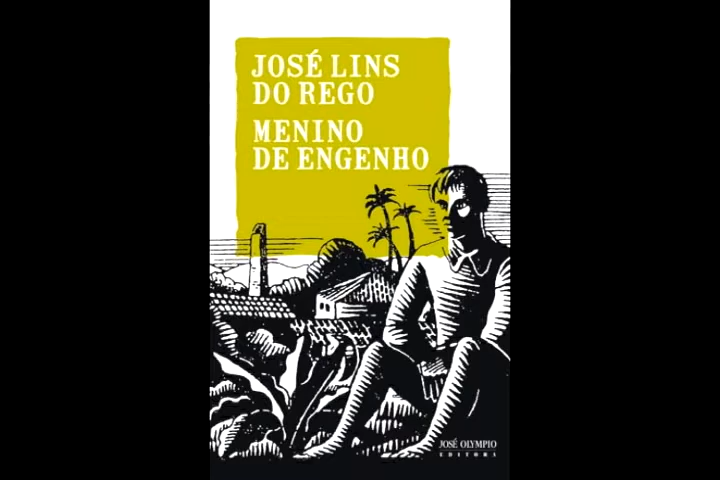 JOSÉ LINS
DO REGO
MENINO
DE ENGENHO
JOSÉ OLYMPIO
EDITORA